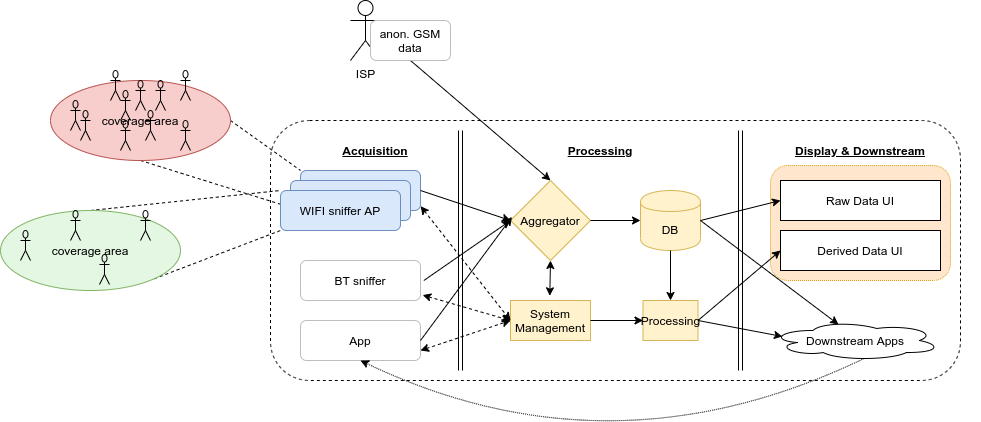 anon. GSM
data
ISP
coverage area
coverage area
Acquisition
WIFI sniffer AP
BT sniffer
App
Processing
Aggregator
DB
System
Management
Processing
Display & Downstream
Raw Data UI
Derived Data UI
Downstream Apps